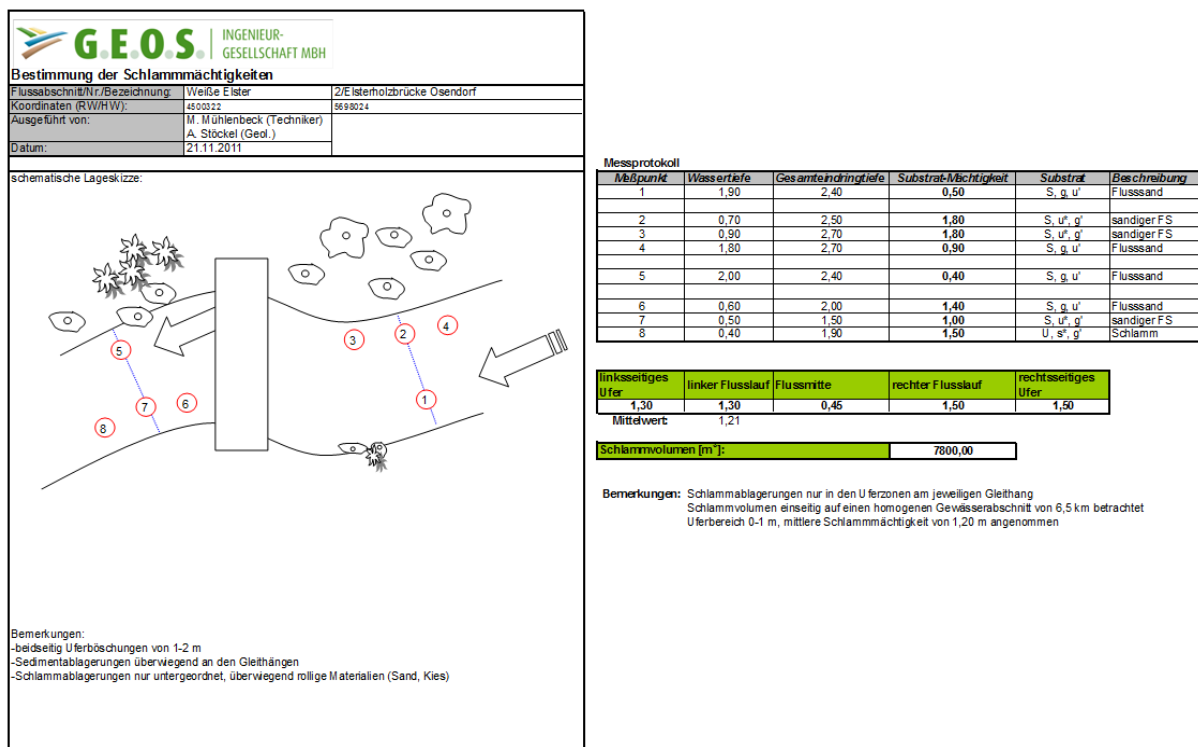 G.E.O.S. INGENIEUR-
GESELLSCHAFT MBH
Bestimmung der Schlammmächtigkeiten
Flussabschnitt/Nr./Bezeichnung: Weiße Elster 2/Elsterholzbrücke Osendorf
Koordinaten (RW/HW): 4500322 5698024
Ausgeführt von: M. Mühlenbeck (Techniker)
A. Stöckel (Geol.)
Datum: 21.11.2011
schematische Lageskizze:
5
7
8
6
3
2
4
1
Bemerkungen:
-beidseitig Uferböschungen von 1-2 m
-Sedimentablagerungen überwiegend an den Gleithängen
-Schlammablagerungen nur untergeordnet, überwiegend rollige Materialien (Sand, Kies)
Messprotokoll
Meßpunkt Wassertiefe Gesamteindringtiefe Substrat-Mächtigkeit Substrat Beschreibung
1 1,90 2,40 0,50 S, g, u' Flusssand
2 0,70 2,50 1,80 S, u*, g' sandiger FS
3 0,90 2,70 1,80 S, u*, g' sandiger FS
4 1,80 2,70 0,90 S, g, u' Flusssand
5 2,00 2,40 0,40 S, g, u' Flusssand
6 0,60 2,00 1,40 S, g, u' Flusssand
7 0,50 1,50 1,00 S, u*, g' sandiger FS
8 0,40 1,90 1,50 U, s*, g' Schlamm
linksseitiges Ufer linker Flusslauf Flussmitte rechter Flusslauf rechtsseitiges Ufer
1,30 1,30 0,45 1,50 1,50
Mittelwert: 1,21
Schlammvolumen [m³]: 7800,00
Bemerkungen: Schlammablagerungen nur in den Uferzonen am jeweiligen Gleithang
Schlammvolumen einseitig auf einen homogenen Gewässerabschnitt von 6,5 km betrachtet
Uferbereich 0-1 m, mittlere Schlammmächtigkeit von 1,20 m angenommen